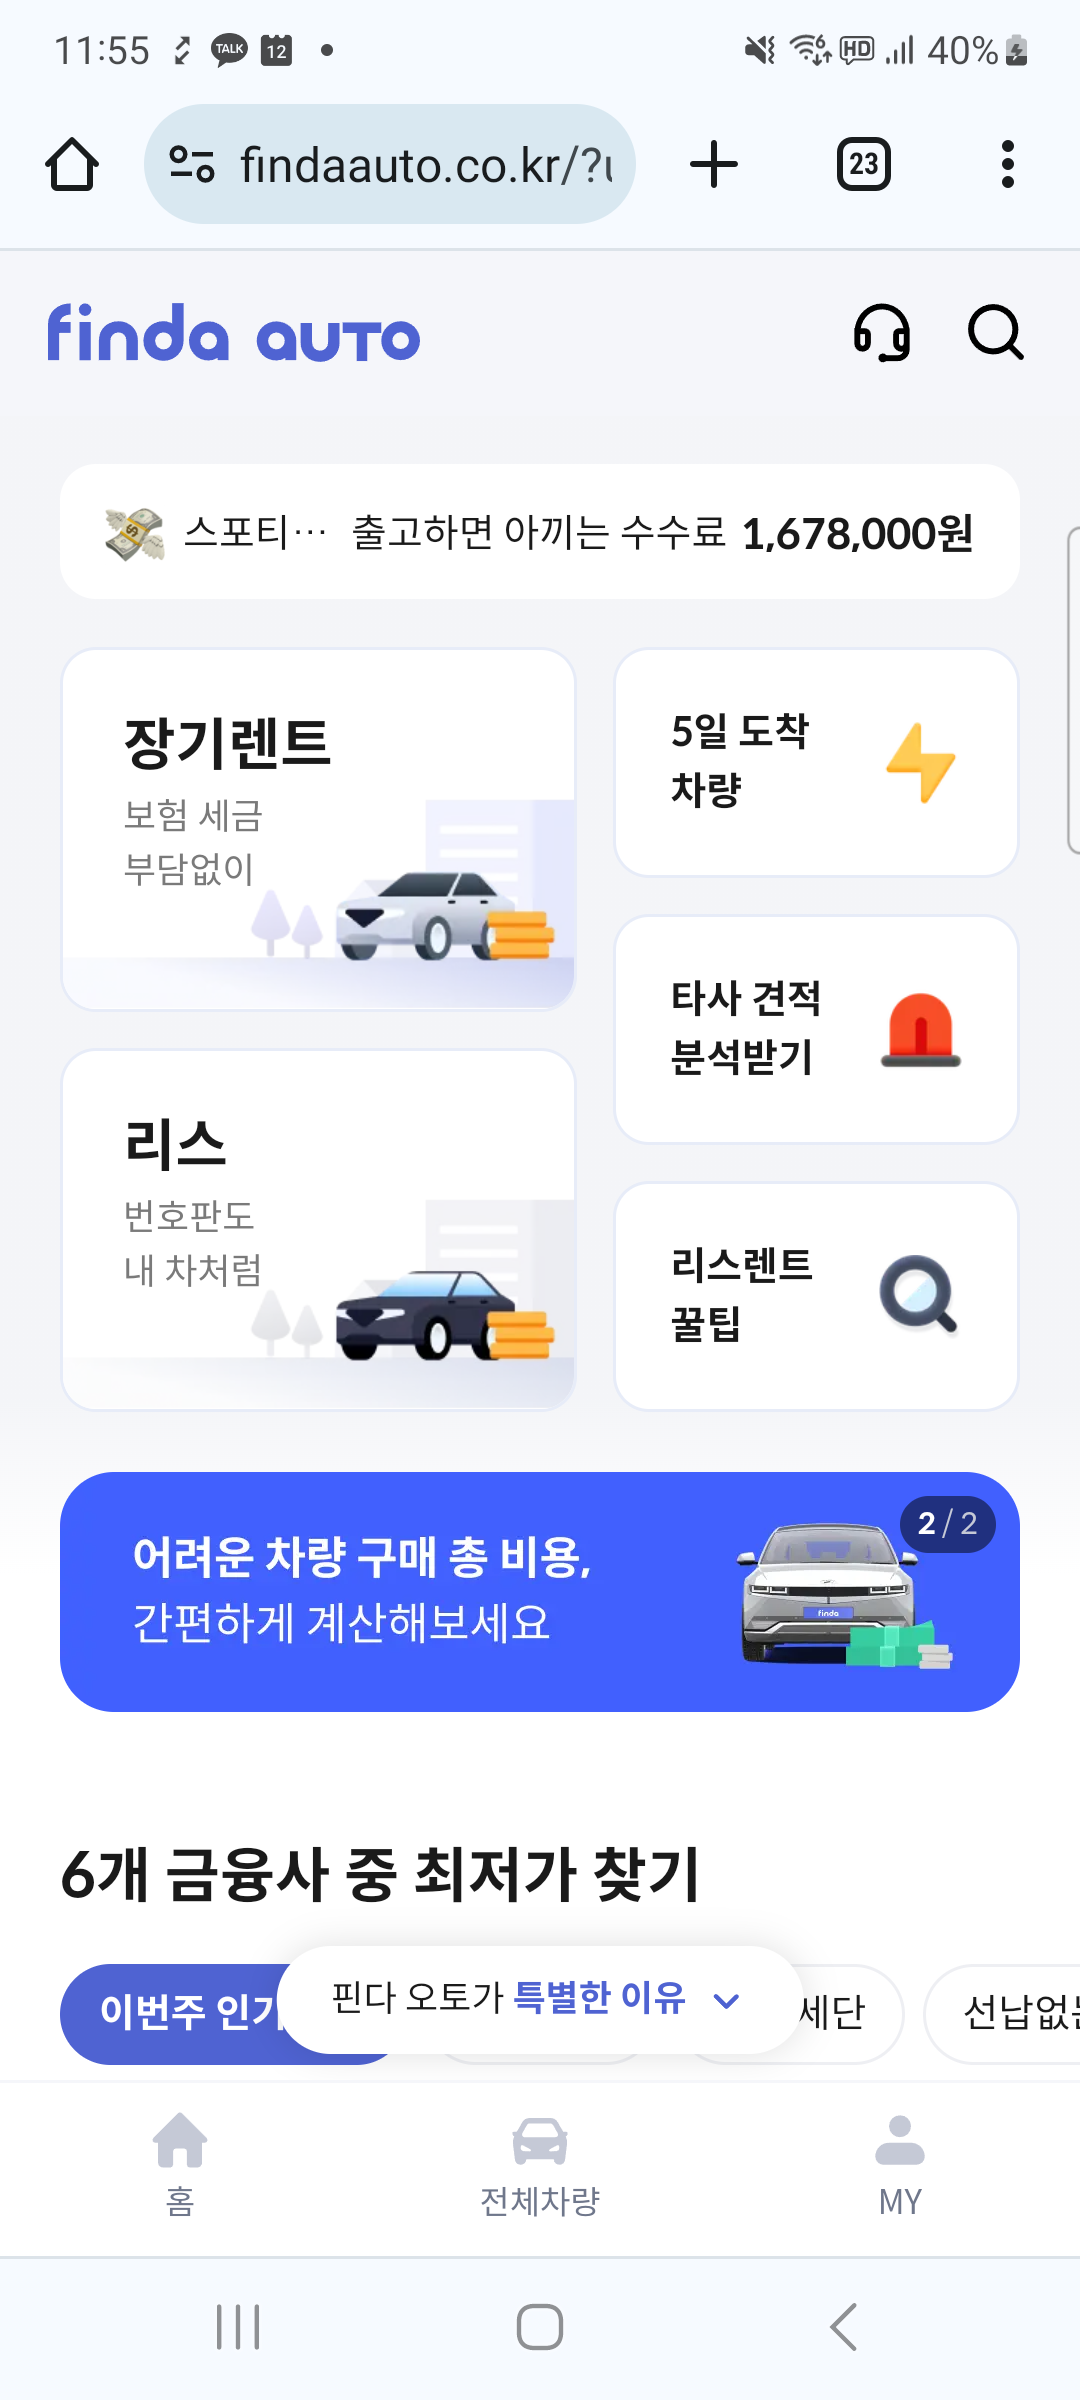 11:55
TALK
12
6
HD
40%
findaauto.co.kr/?
23
finda auto
스포티… 출고하면 아끼는 수수료 1,678,000원
장기렌트
보험 세금
부담없이
5일 도착
차량
타사 견적
분석받기
리스
번호판도
내 차처럼
리스렌트
꿀팁
어려운 차량 구매 총 비용,
간편하게 계산해보세요
2 / 2
finda
6개 금융사 중 최저가 찾기
이번주 인기
세단
선납없는
핀다 오토가 특별한 이유
홈
전체차량
MY